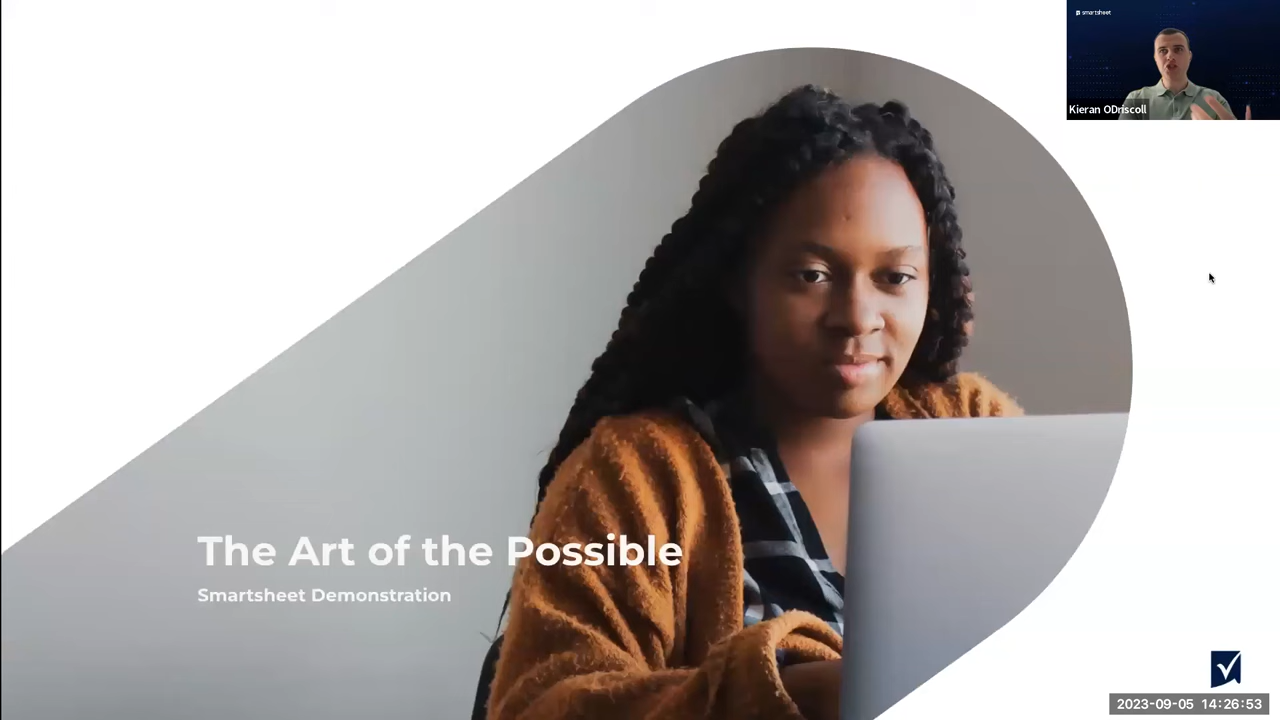 smartsheet
Kieran ODriscoll
The Art of the Possible
Smartsheet Demonstration
2023-09-05 14:26:53